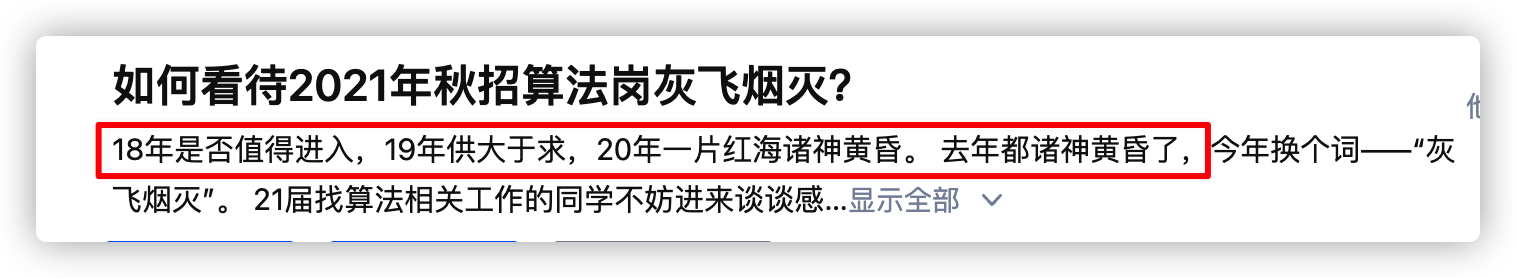 如何看待2021年秋招算法岗灰飞烟灭?
18年是否值得进入，19年供大于求，20年一片红海诸神黄昏。 去年都诸神黄昏了，今年换个词——“灰
飞烟灭”。 21届找算法相关工作的同学不妨进来谈谈感...显示全部